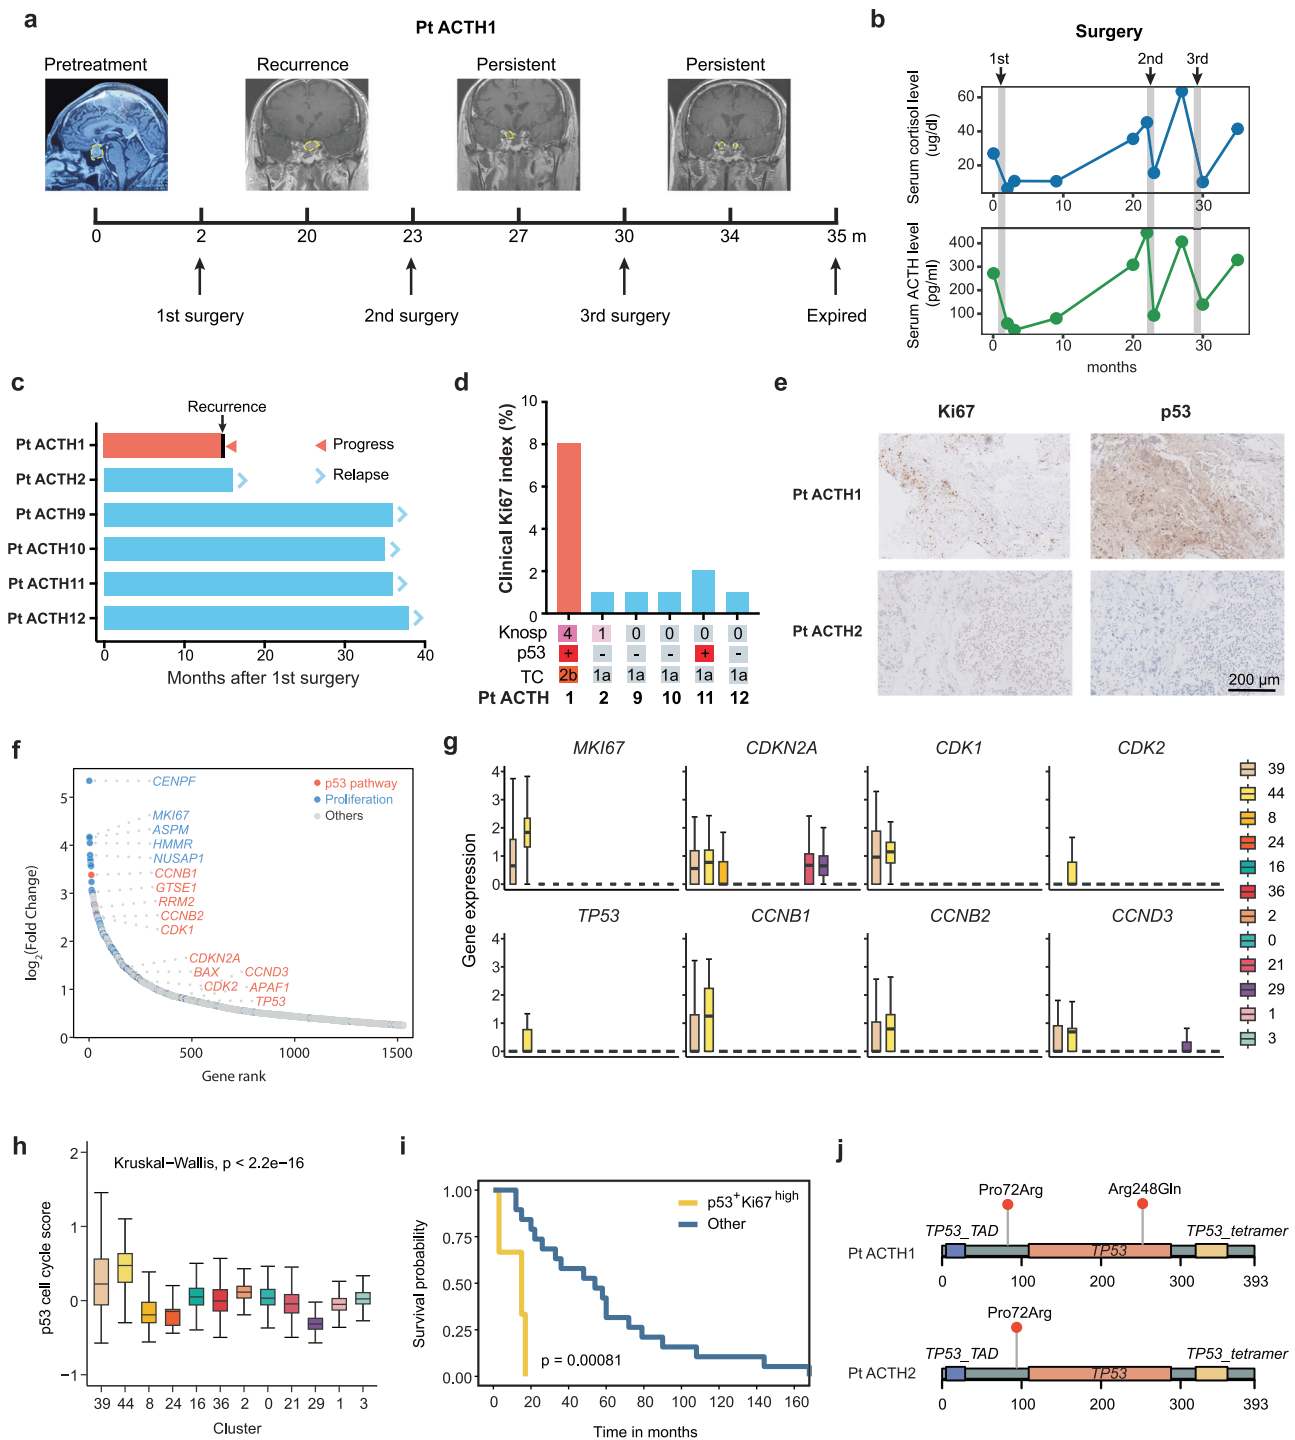 a
Pt ACTH1
Pretreatment
Recurrence
Persistent
Persistent
0
2
20
23
27
30
34
35 m
1st surgery
2nd surgery
3rd surgery
Expired
b
Surgery
1st
2nd
3rd
Serum cortisol level
(ug/dl)
60
40
20
0
10
20
30
Serum ACTH level
(pg/ml)
400
300
200
100
0
10
20
30
months
c
Recurrence
Pt ACTH1
Pt ACTH2
Pt ACTH9
Pt ACTH10
Pt ACTH11
Pt ACTH12
Progress
Relapse
0
10
20
30
40
Months after 1st surgery
d
Clinical Ki67 index (%)
10
8
6
4
2
0
Knosp 4 1 0 0 0 0
p53 + - - - + -
TC 2b 1a 1a 1a 1a 1a
Pt ACTH 1 2 9 10 11 12
e
Ki67
p53
Pt ACTH1
Pt ACTH2
200 µm
f
log2(Fold Change)
5
4
3
2
1
0
CENPF
MKI67
ASPM
HMMR
NUSAP1
CCNB1
GTSE1
RRM2
CCNB2
CDK1
CDKN2A
BAX CCND3
CDK2 APAF1
TP53
p53 pathway
Proliferation
Others
0
500
1000
1500
Gene rank
g
MKI67
CDKN2A
CDK1
CDK2
TP53
CCNB1
CCNB2
CCND3
Gene expression
4
3
2
1
0
4
3
2
1
0
39
44
8
24
16
36
2
0
21
29
1
3
h
Kruskal−Wallis, p < 2.2e−16
p53 cell cycle score
2
1
0
−1
39 44 8 24 16 36 2 0 21 29 1 3
Cluster
i
Survival probability
1.00
0.75
0.50
0.25
0.00
p53+Ki67high
Other
p = 0.00081
0 20 40 60 80 100 120 140 160
Time in months
j
Pro72Arg
Arg248Gln
TP53_TAD
TP53_tetramer
Pt ACTH1
TP53
0
100
200
300
393
Pro72Arg
TP53_TAD
TP53_tetramer
Pt ACTH2
TP53
0
100
200
300
393